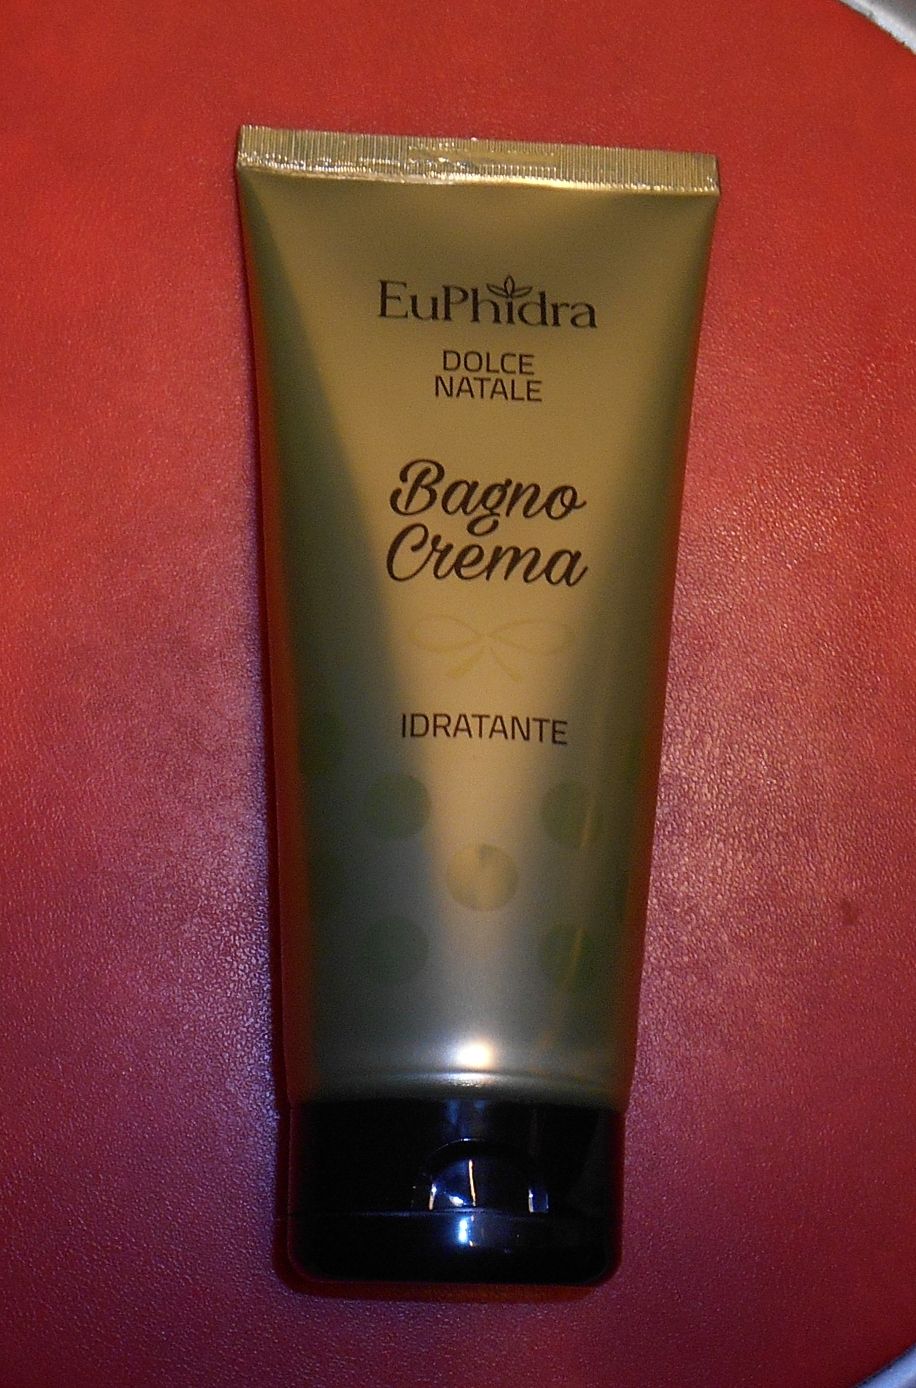 EuPhidra
DOLCE
NATALE
Bagno
Crema
IDRATANTE